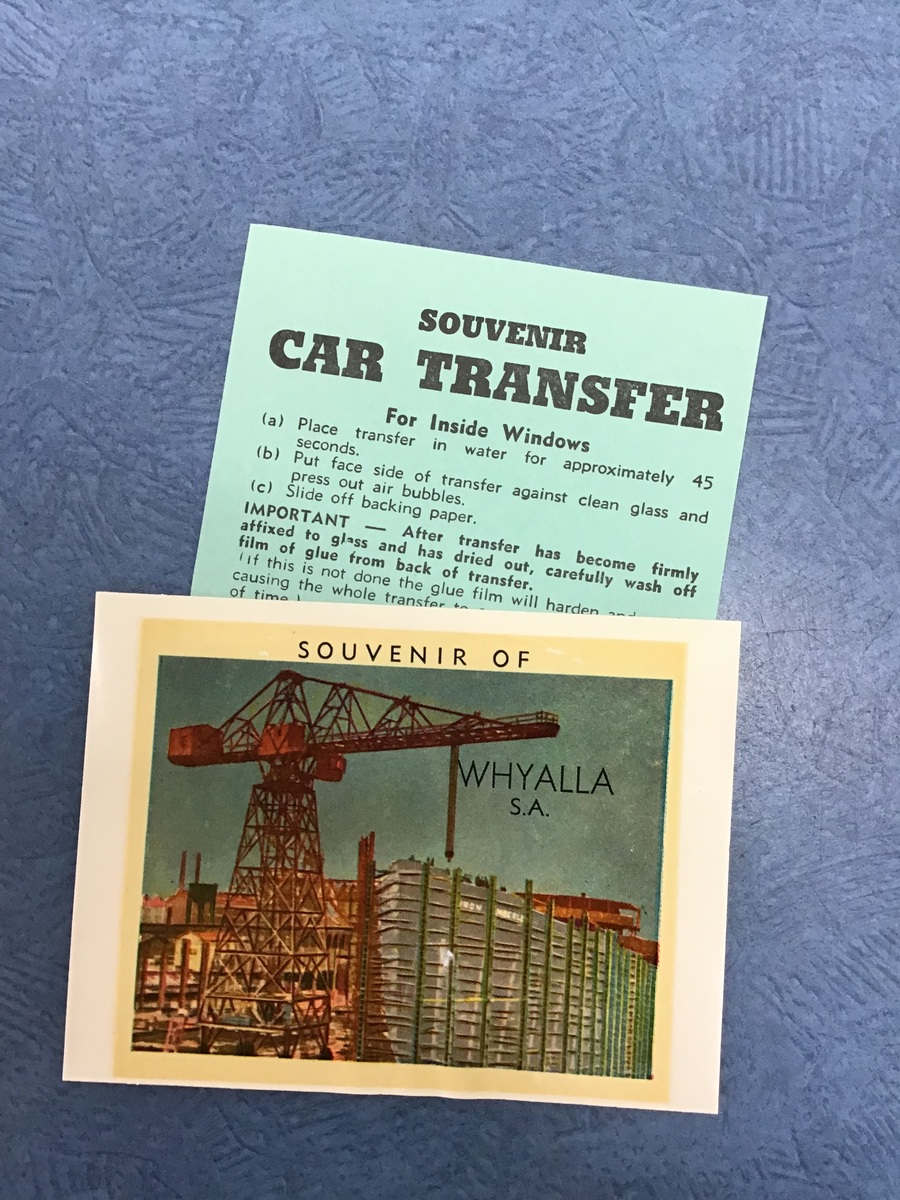 SOUVENIR
CAR TRANSFER
For Inside Windows
(a) Place transfer in water for approximately 45
seconds.
(b) Put face side of transfer against clean glass and
press out air bubbles.
(c) Slide off backing paper.
IMPORTANT — After transfer has become firmly
affixed to glass and has dried out, carefully wash off
film of glue from back of transfer.
(If this is not done the glue film will harden and
causing the whole transfer to
of time.)
SOUVENIR OF
WHYALLA
S.A.
IRON